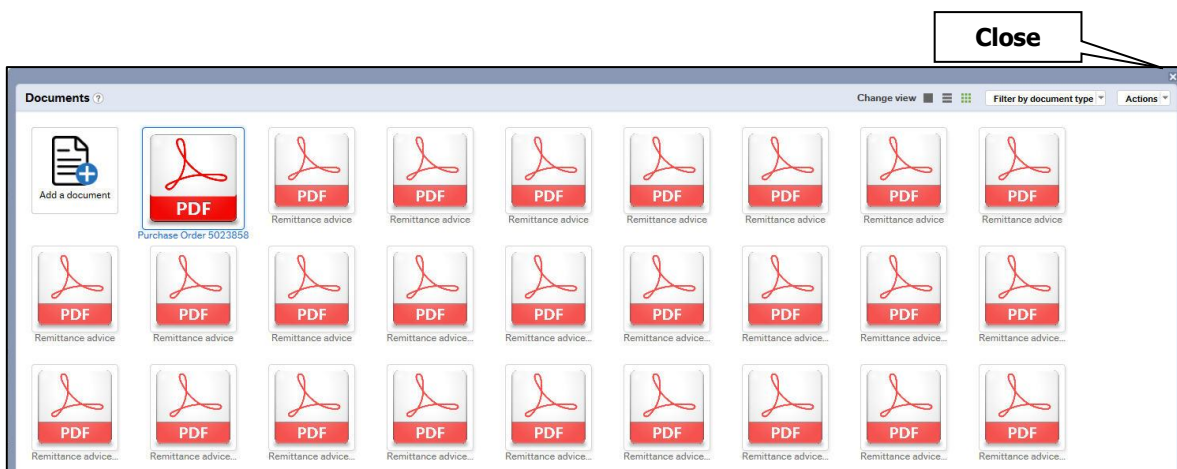 Close
Documents ?
Change view Filter by document type Actions
Add a document
PDF PDF PDF PDF PDF PDF PDF PDF
Remittance advice Remittance advice Remittance advice Remittance advice Remittance advice Remittance advice Remittance advice
Purchase Order 5023858
PDF PDF PDF PDF PDF PDF PDF PDF PDF
Remittance advice Remittance advice Remittance advice Remittance advice... Remittance advice... Remittance advice... Remittance advice... Remittance advice... Remittance advice...
PDF PDF PDF PDF PDF PDF PDF PDF PDF
Remittance advice... Remittance advice... Remittance advice... Remittance advice... Remittance advice... Remittance advice... Remittance advice... Remittance advice... Remittance advice...